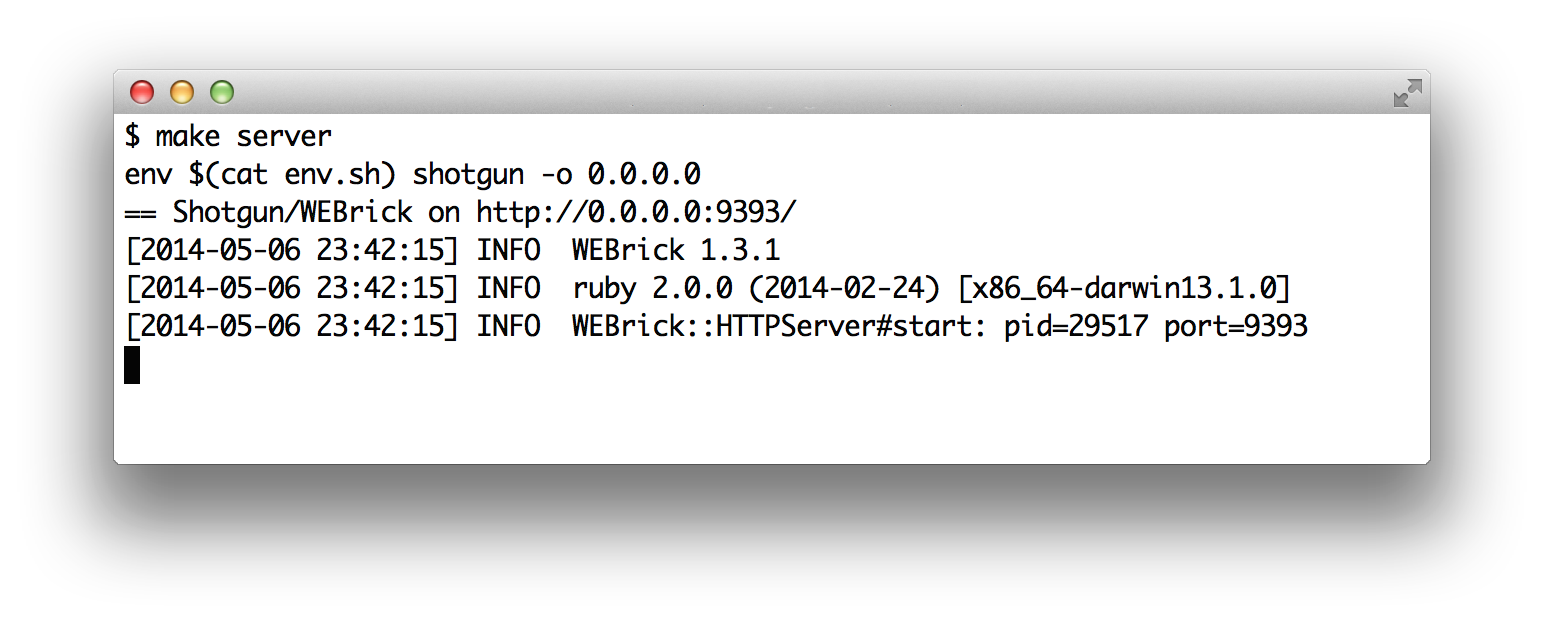 $ make server
env $(cat env.sh) shotgun -o 0.0.0.0
== Shotgun/WEBrick on http://0.0.0.0:9393/
[2014-05-06 23:42:15] INFO  WEBrick 1.3.1
[2014-05-06 23:42:15] INFO  ruby 2.0.0 (2014-02-24) [x86_64-darwin13.1.0]
[2014-05-06 23:42:15] INFO  WEBrick::HTTPServer#start: pid=29517 port=9393